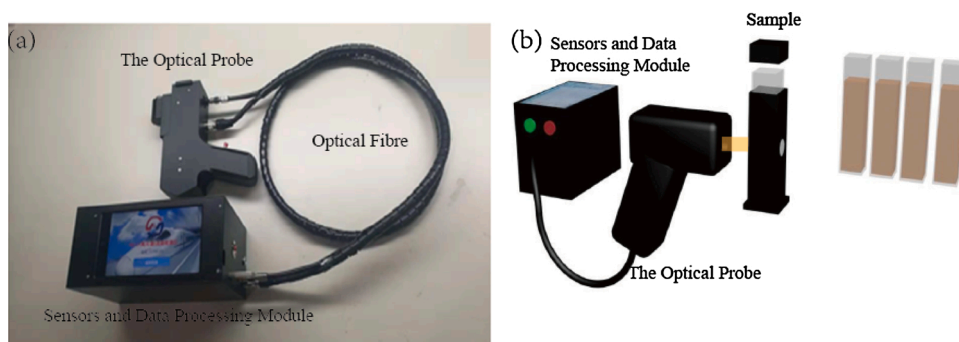 (a)
The Optical Probe
Optical Fibre
Sensors and Data Processing Module
(b)
Sensors and Data
Processing Module
Sample
The Optical Probe